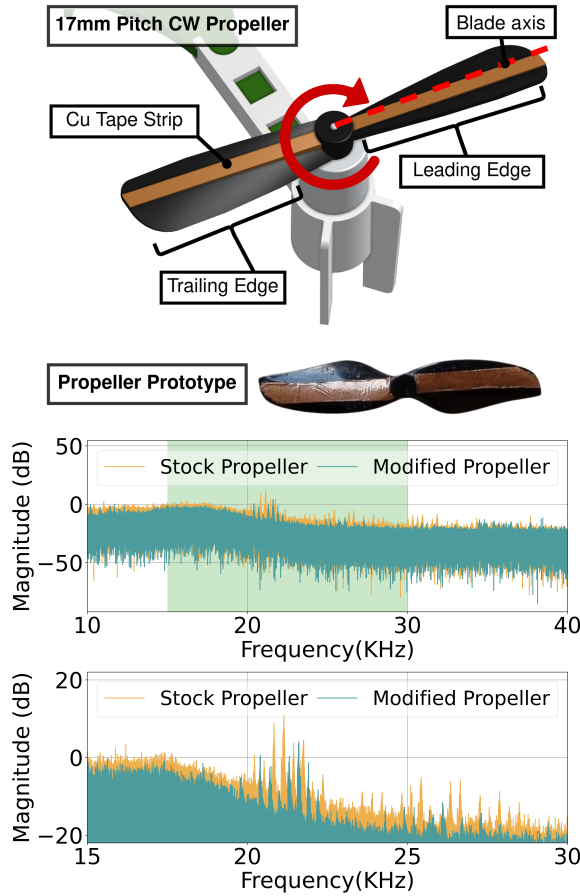 17mm Pitch CW Propeller
Blade axis
Cu Tape Strip
Leading Edge
Trailing Edge
Propeller Prototype
50
0
−50
Magnitude (dB)
Stock Propeller
Modified Propeller
10
20
30
40
Frequency(KHz)
20
0
−20
Magnitude (dB)
Stock Propeller
Modified Propeller
15
20
25
30
Frequency(KHz)